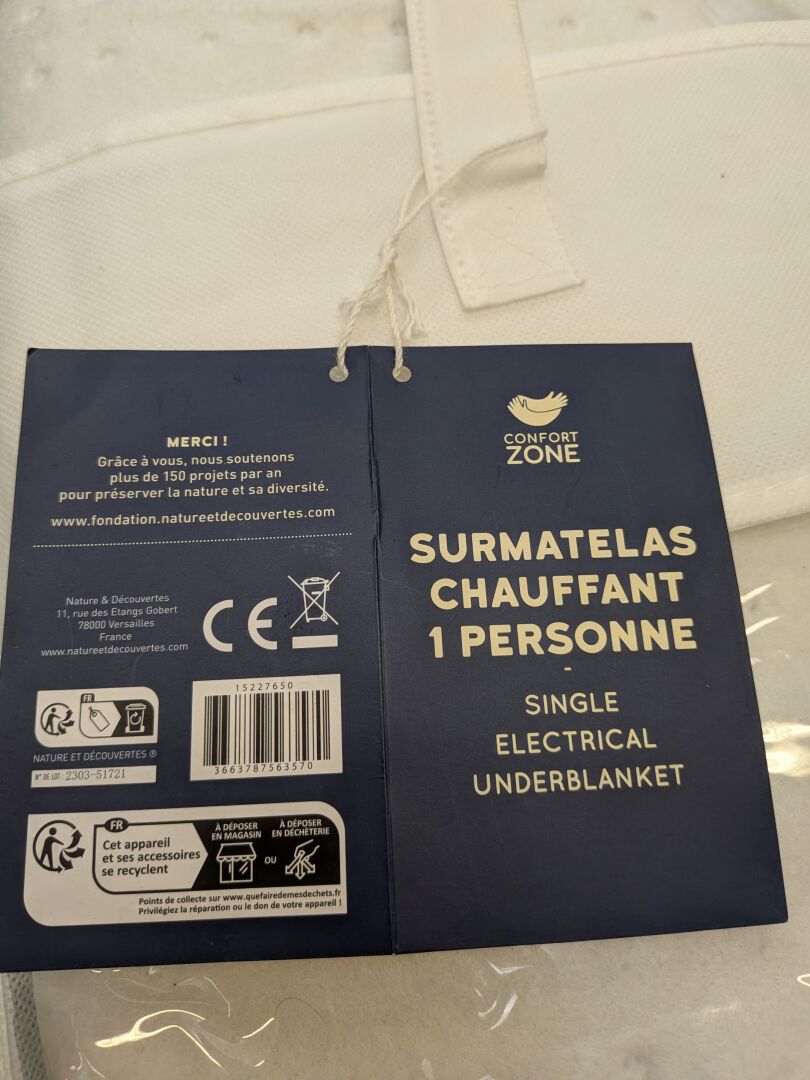 MERCI !
Grâce à vous, nous soutenons
plus de 150 projets par an
pour préserver la nature et sa diversité.
www.fondation.natureetdecouvertes.com
Nature & Découvertes
11, rue des Etangs Gobert
78000 Versailles
France
www.natureetdecouvertes.com
CE
FR
NATURE ET DÉCOUVERTES ®
N° DE LOT : 2303-51721
15227650
3663787563570
FR
Cet appareil
et ses accessoires
se recyclent
À DÉPOSER
EN MAGASIN
OU
À DÉPOSER
EN DÉCHÈTERIE
Points de collecte sur www.quefairedemesdechets.fr
Privilégiez la réparation ou le don de votre appareil !
CONFORT
ZONE
SURMATELAS
CHAUFFANT
1 PERSONNE
-
SINGLE
ELECTRICAL
UNDERBLANKET